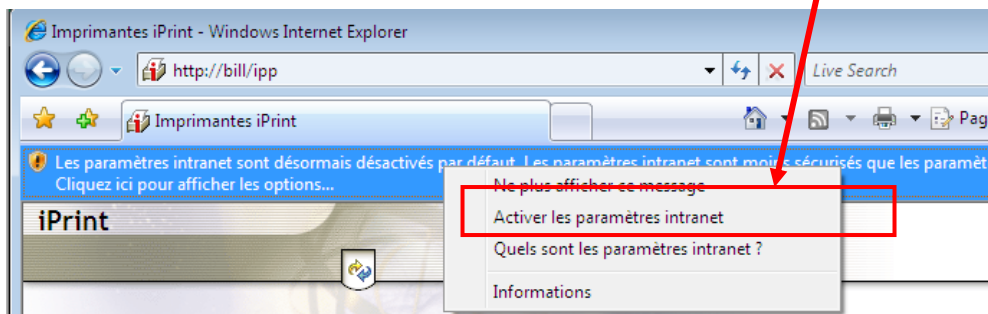 Imprimantes iPrint - Windows Internet Explorer
http://bill/ipp
Live Search
Imprimantes iPrint
Pag
Les paramètres intranet sont désormais désactivés par défaut. Les paramètres intranet sont moins sécurisés que les paramèt
Cliquez ici pour afficher les options...
Ne plus afficher ce message
Activer les paramètres intranet
Quels sont les paramètres intranet ?
Informations
iPrint